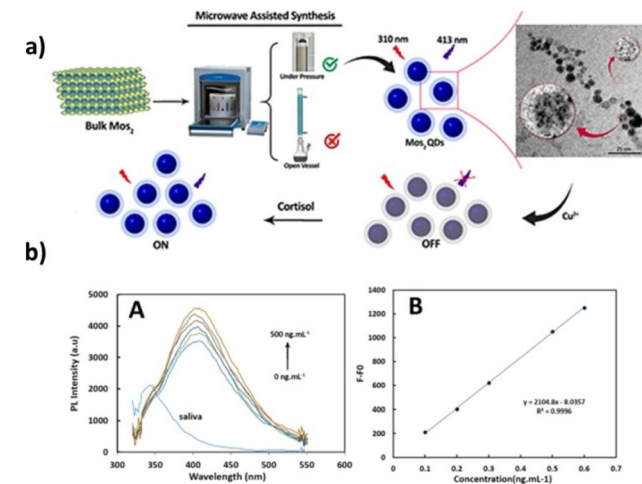 a)
Microwave Assisted Synthesis
Bulk Mos2
Under Pressure
Open Vessel
310 nm
413 nm
Mos2 QDs
25 nm
Cu²⁺
OFF
Cortisol
ON
b)
A
5000
4000
3000
2000
1000
0
PL Intensity (a.u)
500 ng.mL⁻¹
0 ng.mL⁻¹
saliva
300
350
400
450
500
550
600
Wavelength (nm)
B
1400
1200
1000
800
600
400
200
0
F-F0
y = 2104.8x - 8.0357
R² = 0.9996
0
0.1
0.2
0.3
0.4
0.5
0.6
0.7
Concentration(ng.mL-1)